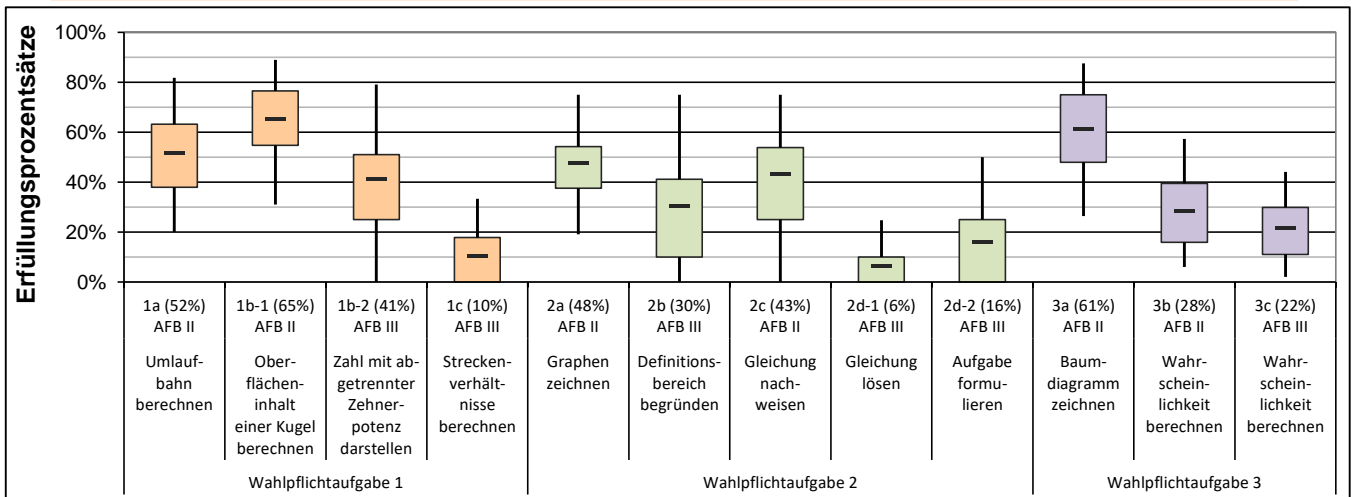 Erfüllungsprozentsätze
100%
80%
60%
40%
20%
0%
1a (52%)
AFB II
1b-1 (65%)
AFB II
1b-2 (41%)
AFB III
1c (10%)
AFB III
2a (48%)
AFB II
2b (30%)
AFB III
2c (43%)
AFB II
2d-1 (6%)
AFB III
2d-2 (16%)
AFB III
3a (61%)
AFB II
3b (28%)
AFB II
3c (22%)
AFB III
Umlauf-
bahn
berechnen
Ober-
flächen-
inhalt
einer Kugel
berechnen
Zahl mit ab-
getrennter
Zehner-
potenz
darstellen
Strecken-
verhält-
nisse
berechnen
Graphen
zeichnen
Definitions-
bereich
begründen
Gleichung
nach-
weisen
Gleichung
lösen
Aufgabe
formu-
lieren
Baum-
diagramm
zeichnen
Wahr-
schein-
lichkeit
berechnen
Wahr-
schein-
lichkeit
berechnen
Wahlpflichtaufgabe 1
Wahlpflichtaufgabe 2
Wahlpflichtaufgabe 3